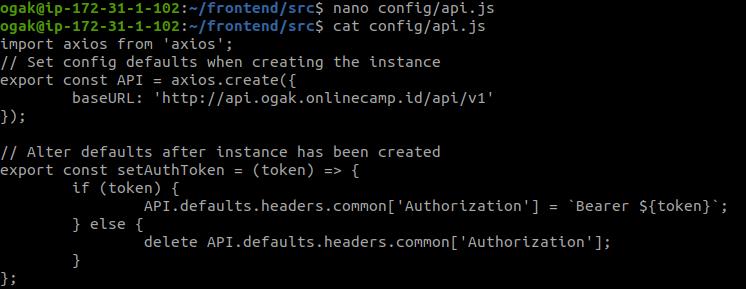 ogak@ip-172-31-1-102:~/frontend/src$ nano config/api.js
ogak@ip-172-31-1-102:~/frontend/src$ cat config/api.js
import axios from 'axios';
// Set config defaults when creating the instance
export const API = axios.create({
        baseURL: 'http://api.ogak.onlinecamp.id/api/v1'
});

// Alter defaults after instance has been created
export const setAuthToken = (token) => {
        if (token) {
                API.defaults.headers.common['Authorization'] = `Bearer ${token}`;
        } else {
                delete API.defaults.headers.common['Authorization'];
        }
};